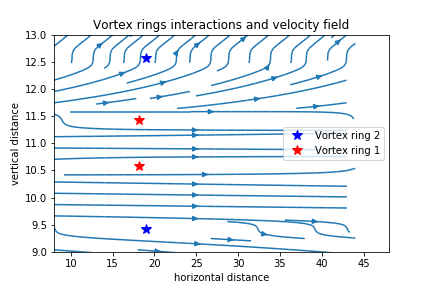 Vortex rings interactions and velocity field
vertical distance
13.0
12.5
12.0
11.5
11.0
10.5
10.0
9.5
9.0
Vortex ring 2
Vortex ring 1
10 15 20 25 30 35 40 45
horizontal distance